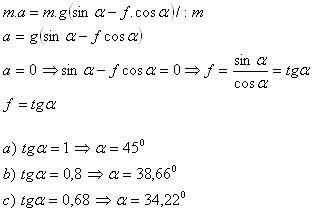 m.a = m.g(sin α − f.cos α)/ : m
a = g(sin α − f cos α)
a = 0 ⇒ sin α − f cos α = 0 ⇒ f = sin α / cos α = tgα
f = tgα
a) tgα = 1 ⇒ α = 45⁰
b) tgα = 0,8 ⇒ α = 38,66⁰
c) tgα = 0,68 ⇒ α = 34,22⁰